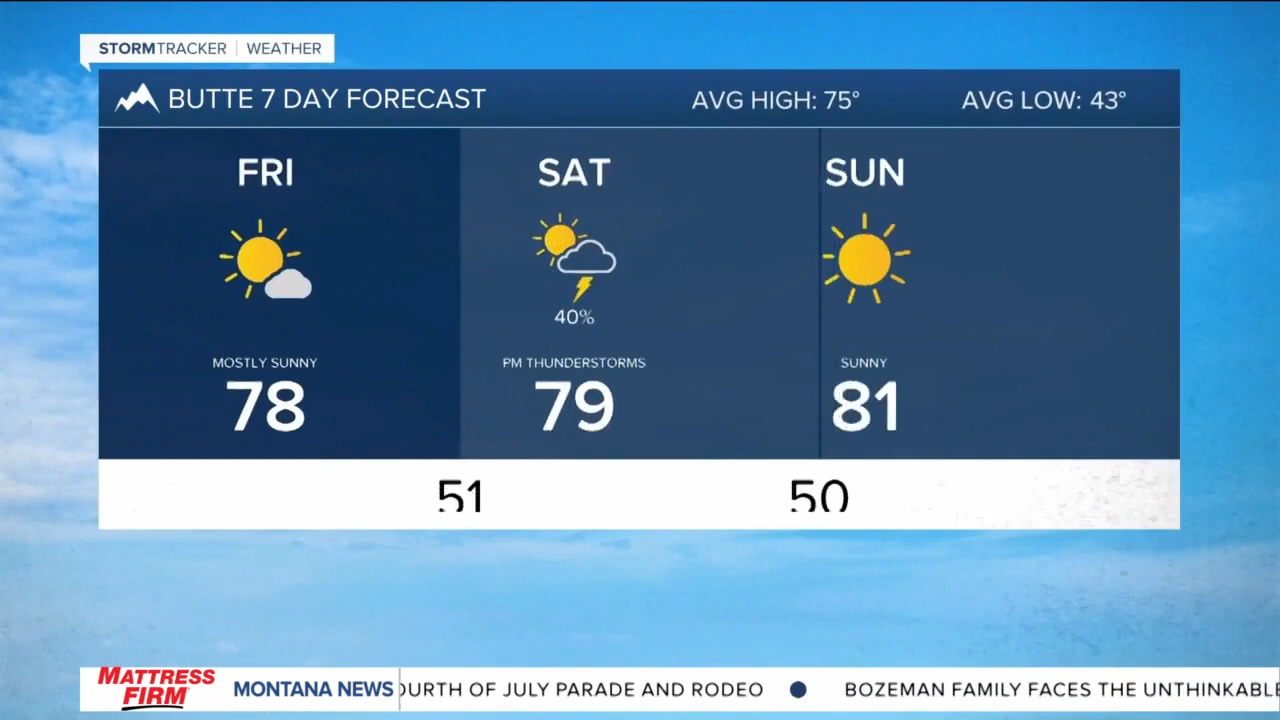 STORMTRACKER | WEATHER
BUTTE 7 DAY FORECAST AVG HIGH: 75° AVG LOW: 43°
FRI SAT SUN
40%
MOSTLY SUNNY PM THUNDERSTORMS SUNNY
78 79 81
51 50
MATTRESS
FIRM
MONTANA NEWS OURTH OF JULY PARADE AND RODEO ● BOZEMAN FAMILY FACES THE UNTHINKABLE